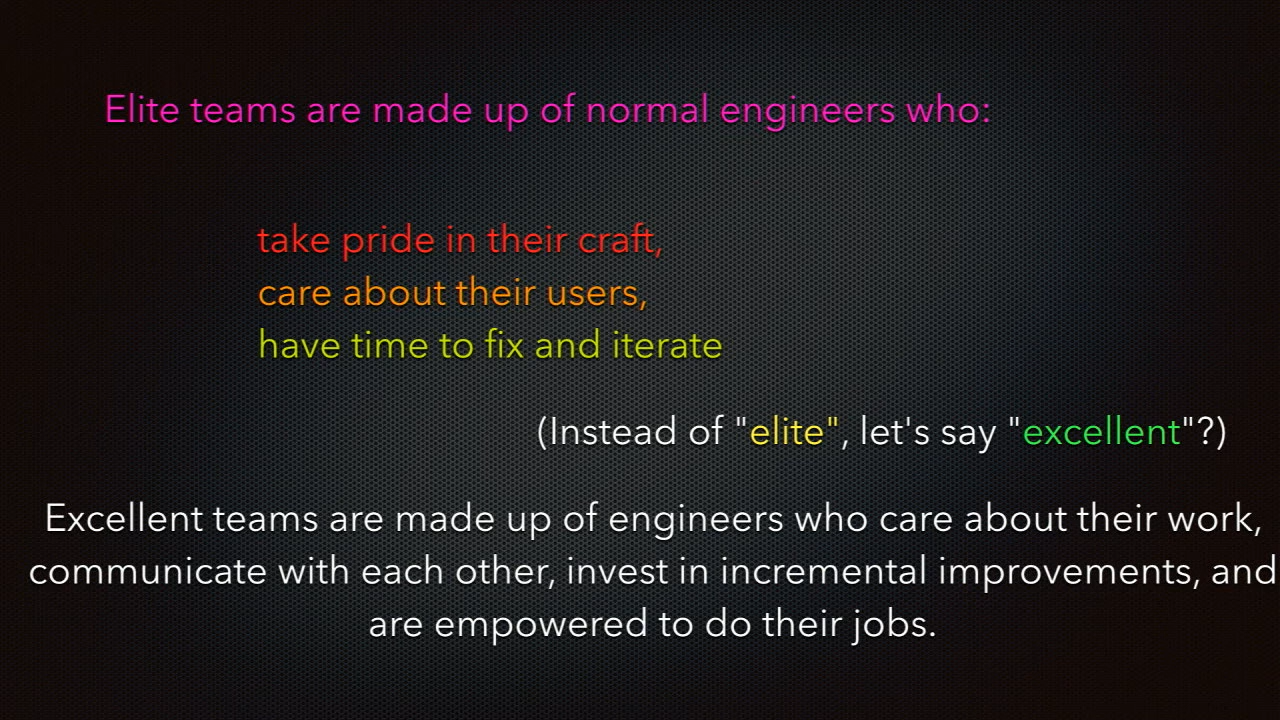 Elite teams are made up of normal engineers who:
take pride in their craft,
care about their users,
have time to fix and iterate
(Instead of "elite", let's say "excellent"?)
Excellent teams are made up of engineers who care about their work,
communicate with each other, invest in incremental improvements, and
are empowered to do their jobs.